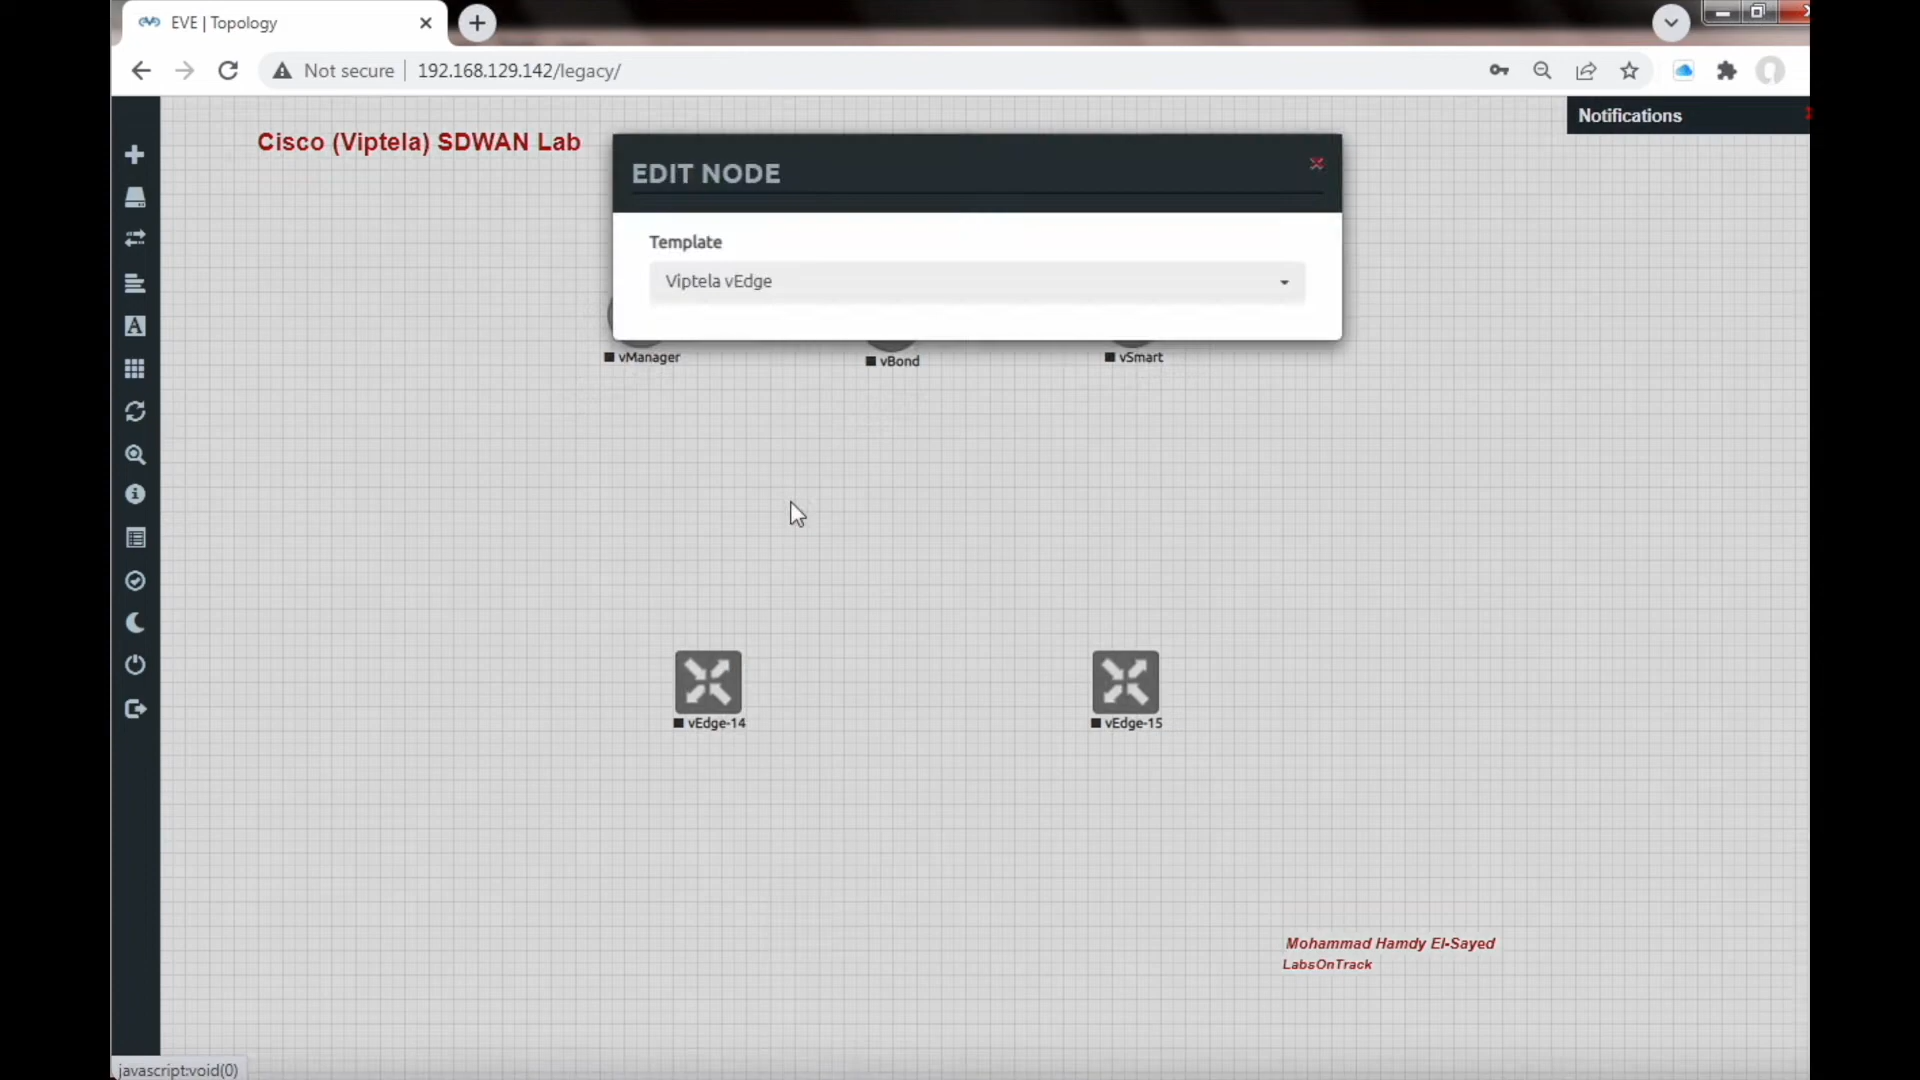 EVE | Topology
Not secure
192.168.129.142/legacy/
Notifications
Cisco (Viptela) SDWAN Lab
EDIT NODE
Template
Viptela vEdge
vManager
vBond
vSmart
vEdge-14
vEdge-15
Mohammad Hamdy El-Sayed
LabsOnTrack
javascript:void(0)